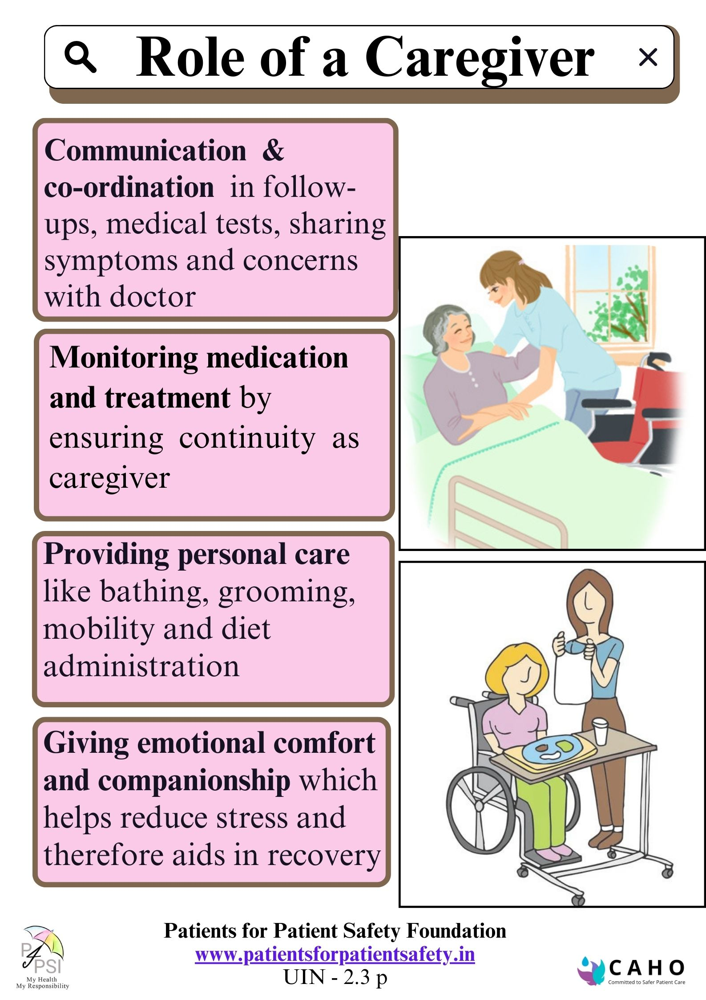 Role of a Caregiver
Communication & 
co-ordination in follow-
ups, medical tests, sharing
symptoms and concerns
with doctor
Monitoring medication
and treatment by
ensuring continuity as
caregiver
Providing personal care
like bathing, grooming,
mobility and diet
administration
Giving emotional comfort
and companionship which
helps reduce stress and
therefore aids in recovery
Patients for Patient Safety Foundation
www.patientsforpatientsafety.in
UIN - 2.3 p
P4PSI
My Health
My Responsibility
CAHO
Committed to Safer Patient Care